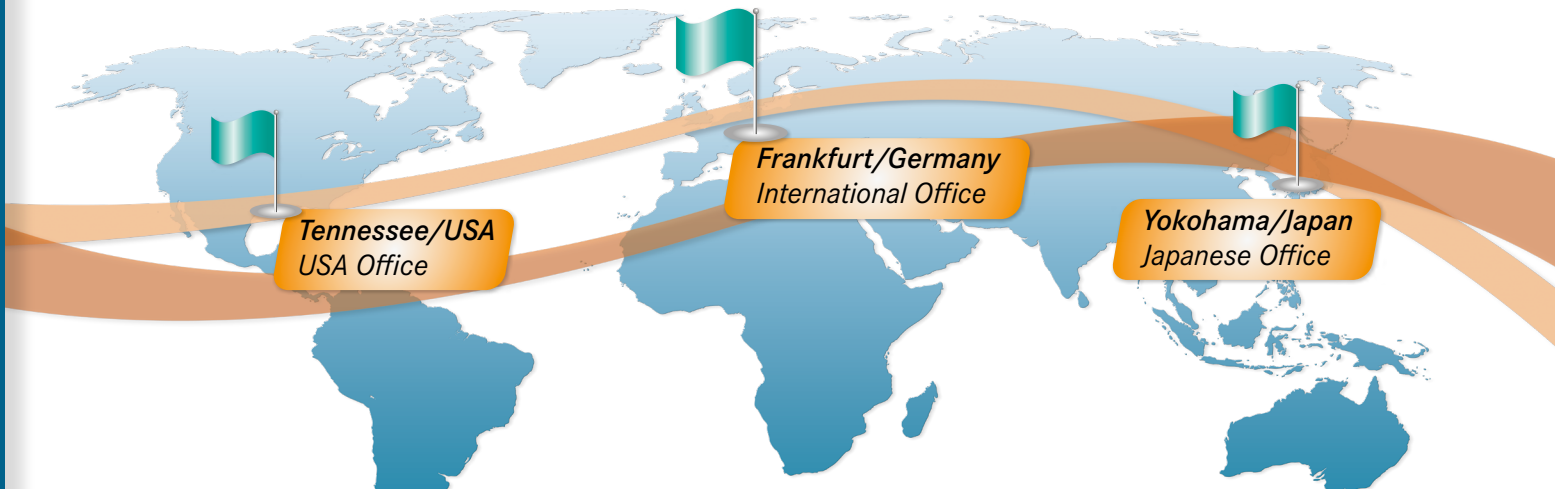 Frankfurt/Germany
International Office
Tennessee/USA
USA Office
Yokohama/Japan
Japanese Office